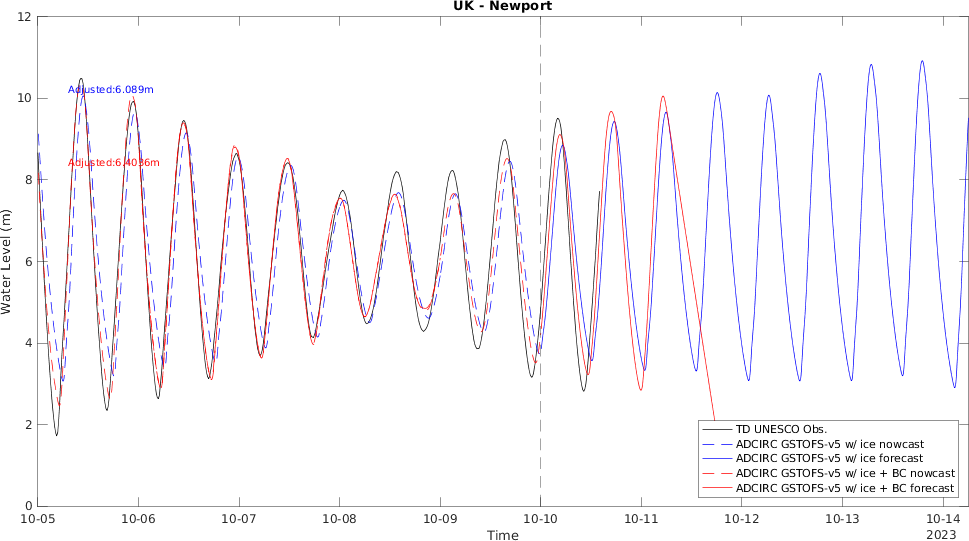 UK - Newport
12
10
8
6
4
2
0
Water Level (m)
Adjusted:6.089m
Adjusted:6.4036m
TD UNESCO Obs.
ADCIRC GSTOFS-v5 w/ ice nowcast
ADCIRC GSTOFS-v5 w/ ice forecast
ADCIRC GSTOFS-v5 w/ ice + BC nowcast
ADCIRC GSTOFS-v5 w/ ice + BC forecast
10-05 10-06 10-07 10-08 10-09 10-10 10-11 10-12 10-13 10-14
2023
Time